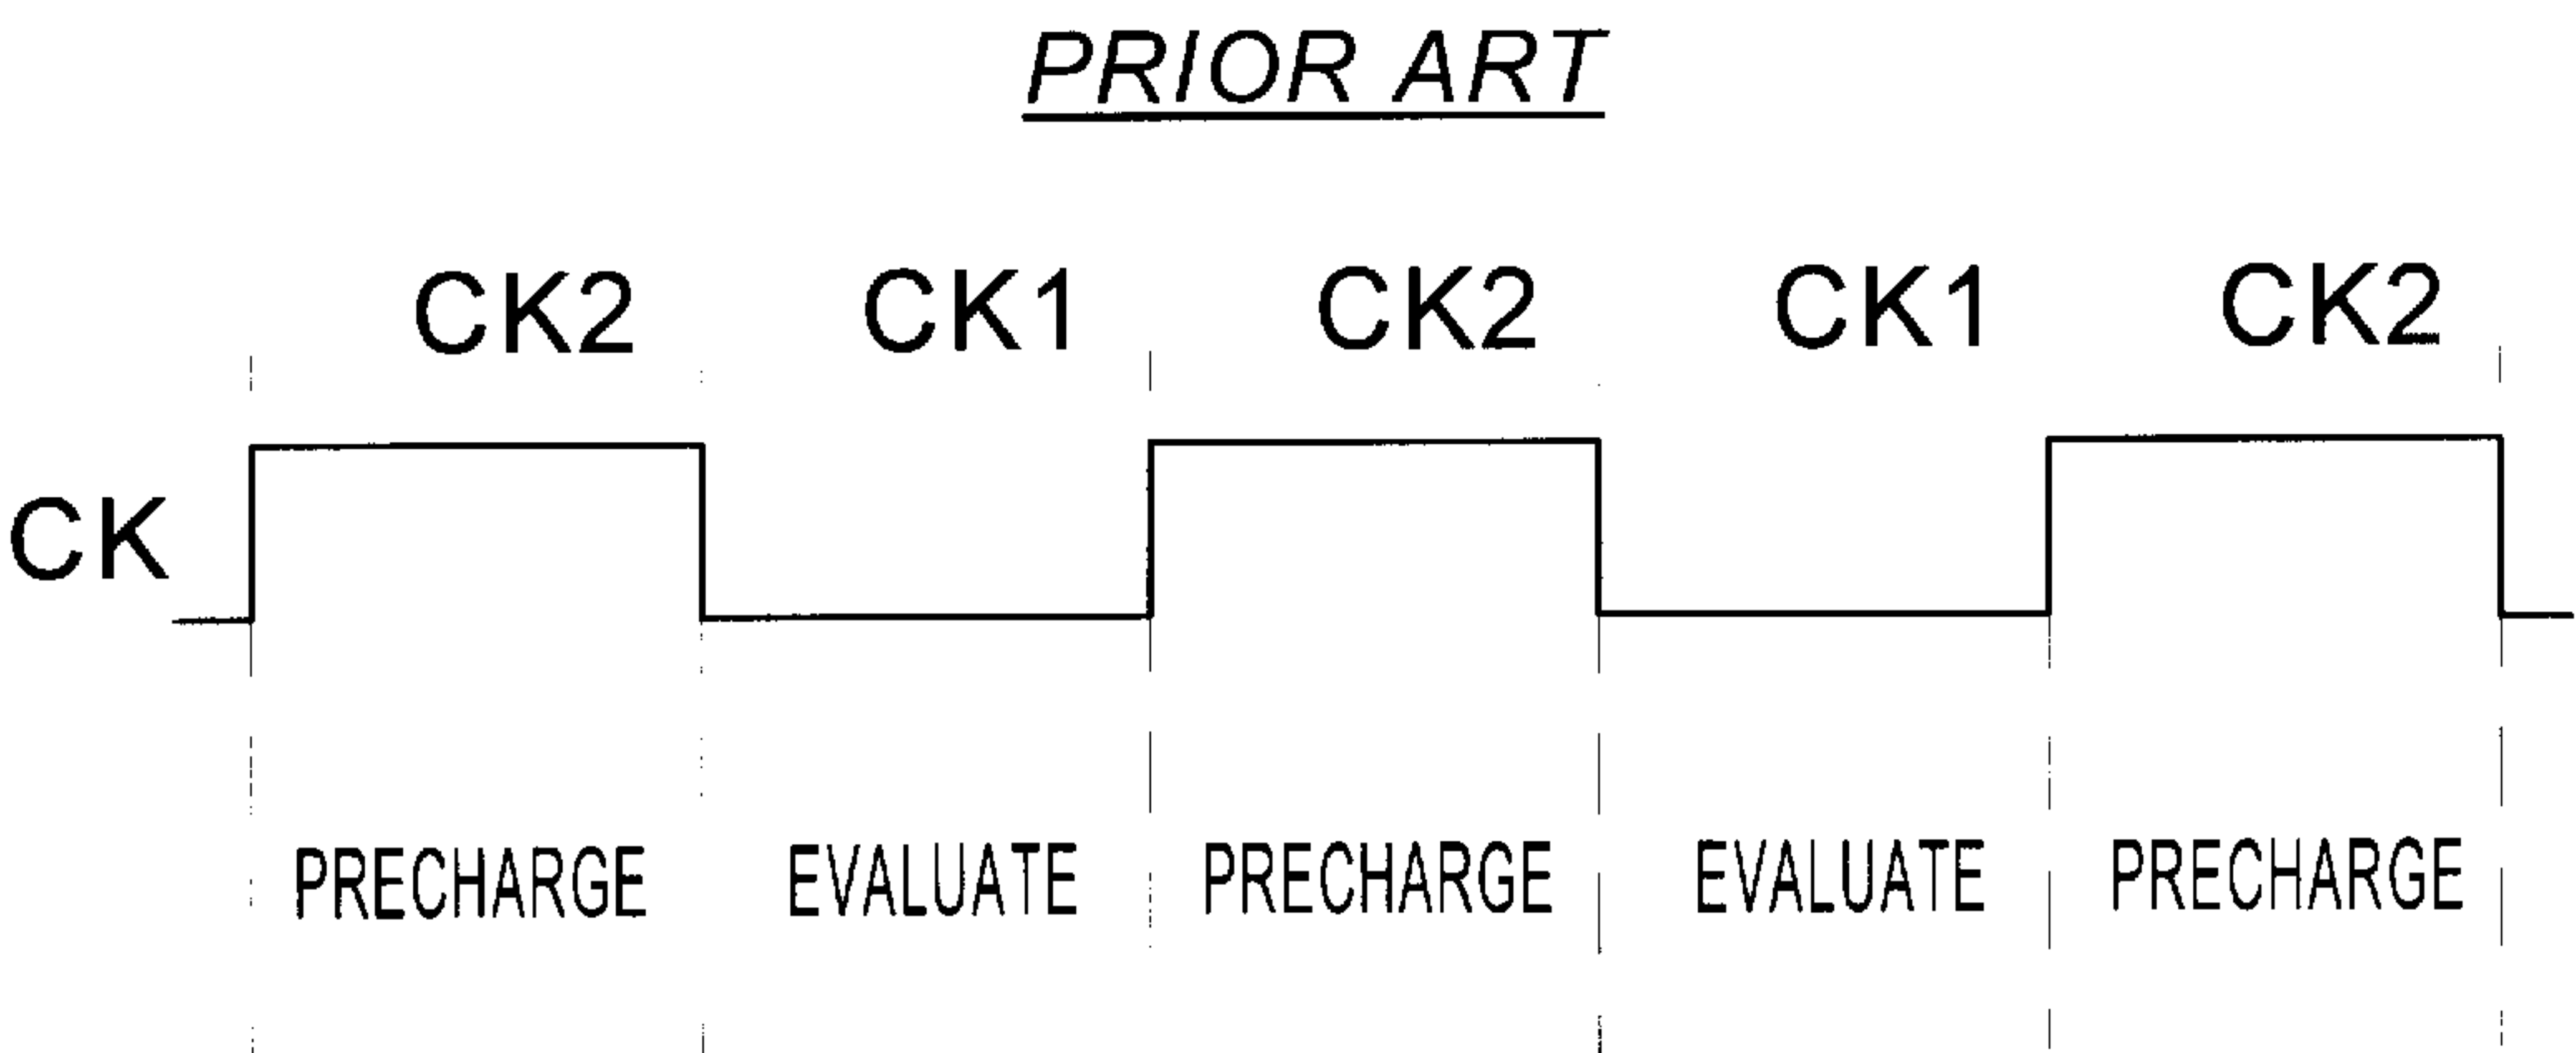 PRIOR ART
CK2 CK1 CK2 CK1 CK2
CK
PRECHARGE EVALUATE PRECHARGE EVALUATE PRECHARGE